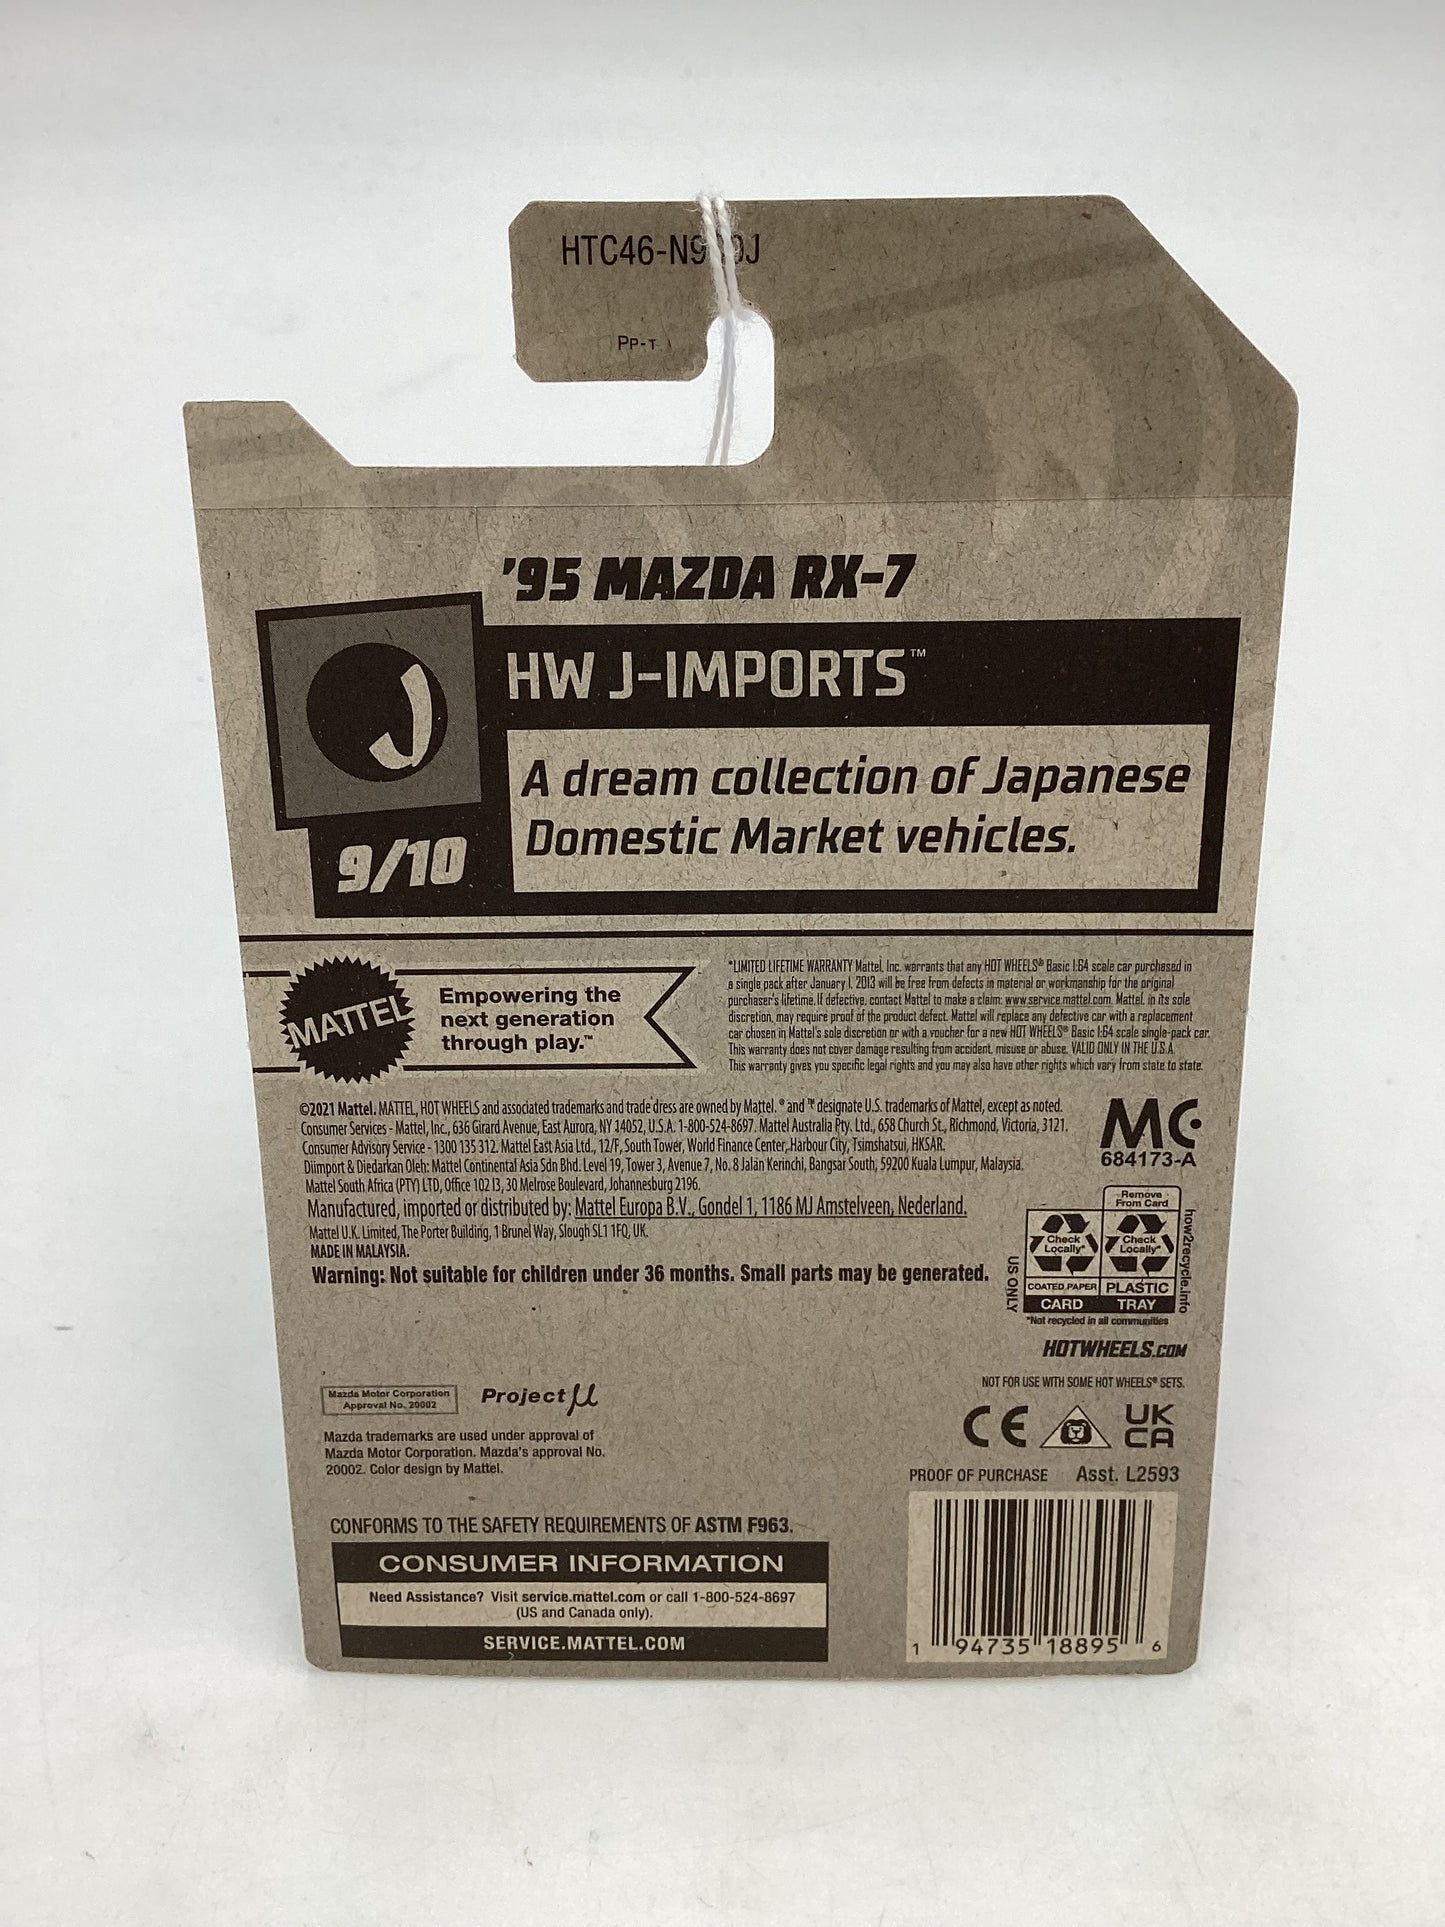 HTC46-N9 0J
Pp-T
'95 MAZDA RX-7
HW J-IMPORTS™
J
A dream collection of Japanese
Domestic Market vehicles.
9/10
MATTEL
Empowering the
next generation
through play.™
*LIMITED LIFETIME WARRANTY Mattel, Inc. warrants that any HOT WHEELS® Basic 1:64 scale car purchased in
a single pack after January 1, 2013 will be free from defects in material or workmanship for the original
purchaser's lifetime. If defective, contact Mattel to make a claim: www.service.mattel.com. Mattel, in its sole
discretion, may require proof of the product defect. Mattel will replace any defective car with a replacement
car chosen in Mattel's sole discretion or with a voucher for a new HOT WHEELS® Basic 1:64 scale single-pack car.
This warranty does not cover damage resulting from accident, misuse or abuse. VALID ONLY IN THE U.S.A.
This warranty gives you specific legal rights and you may also have other rights which vary from state to state.
©2021 Mattel. MATTEL, HOT WHEELS and associated trademarks and trade dress are owned by Mattel. ® and ™ designate U.S. trademarks of Mattel, except as noted.
Consumer Services - Mattel, Inc., 636 Girard Avenue, East Aurora, NY 14052, U.S.A. 1-800-524-8697. Mattel Australia Pty. Ltd., 658 Church St., Richmond, Victoria, 3121.
Consumer Advisory Service - 1300 135 312. Mattel East Asia Ltd., 12/F, South Tower, World Finance Center, Harbour City, Tsimshatsui, HKSAR.
Diimport & Diedarkan Oleh: Mattel Continental Asia Sdn Bhd. Level 19, Tower 3, Avenue 7, No. 8 Jalan Kerinchi, Bangsar South, 59200 Kuala Lumpur, Malaysia.
Mattel South Africa (PTY) LTD, Office 102 I3, 30 Melrose Boulevard, Johannesburg 2196.
Manufactured, imported or distributed by: Mattel Europa B.V., Gondel 1, 1186 MJ Amstelveen, Nederland.
Mattel U.K. Limited, The Porter Building, 1 Brunel Way, Slough SL1 1FQ, UK.
MADE IN MALAYSIA.
Warning: Not suitable for children under 36 months. Small parts may be generated.
MC
684173-A
Remove
From Card
Check
Locally*
Check
Locally*
COATED PAPER
PLASTIC
CARD
TRAY
US ONLY
how2recycle.info
*Not recycled in all communities
HOTWHEELS.COM
NOT FOR USE WITH SOME HOT WHEELS® SETS.
CE
UK
CA
PROOF OF PURCHASE Asst. L2593
Mazda Motor Corporation
Approval No. 20002
Project μ
Mazda trademarks are used under approval of
Mazda Motor Corporation. Mazda's approval No.
20002. Color design by Mattel.
CONFORMS TO THE SAFETY REQUIREMENTS OF ASTM F963.
CONSUMER INFORMATION
Need Assistance? Visit service.mattel.com or call 1-800-524-8697
(US and Canada only).
SERVICE.MATTEL.COM
1 94735 18895 6